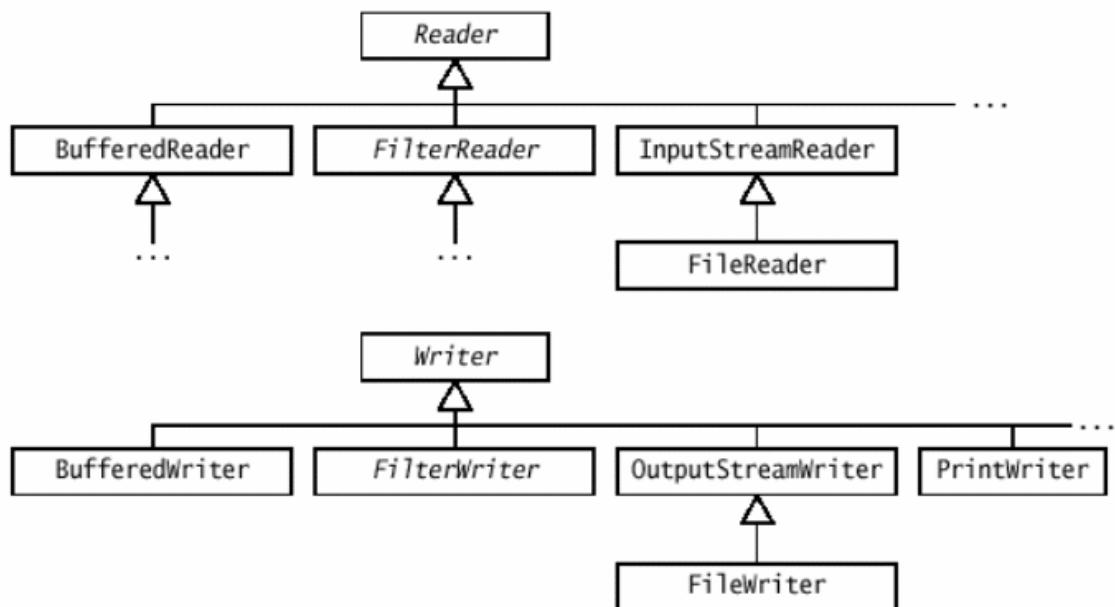 Reader
...
BufferedReader FilterReader InputStreamReader
... ... FileReader
Writer
...
BufferedWriter FilterWriter OutputStreamWriter PrintWriter
FileWriter